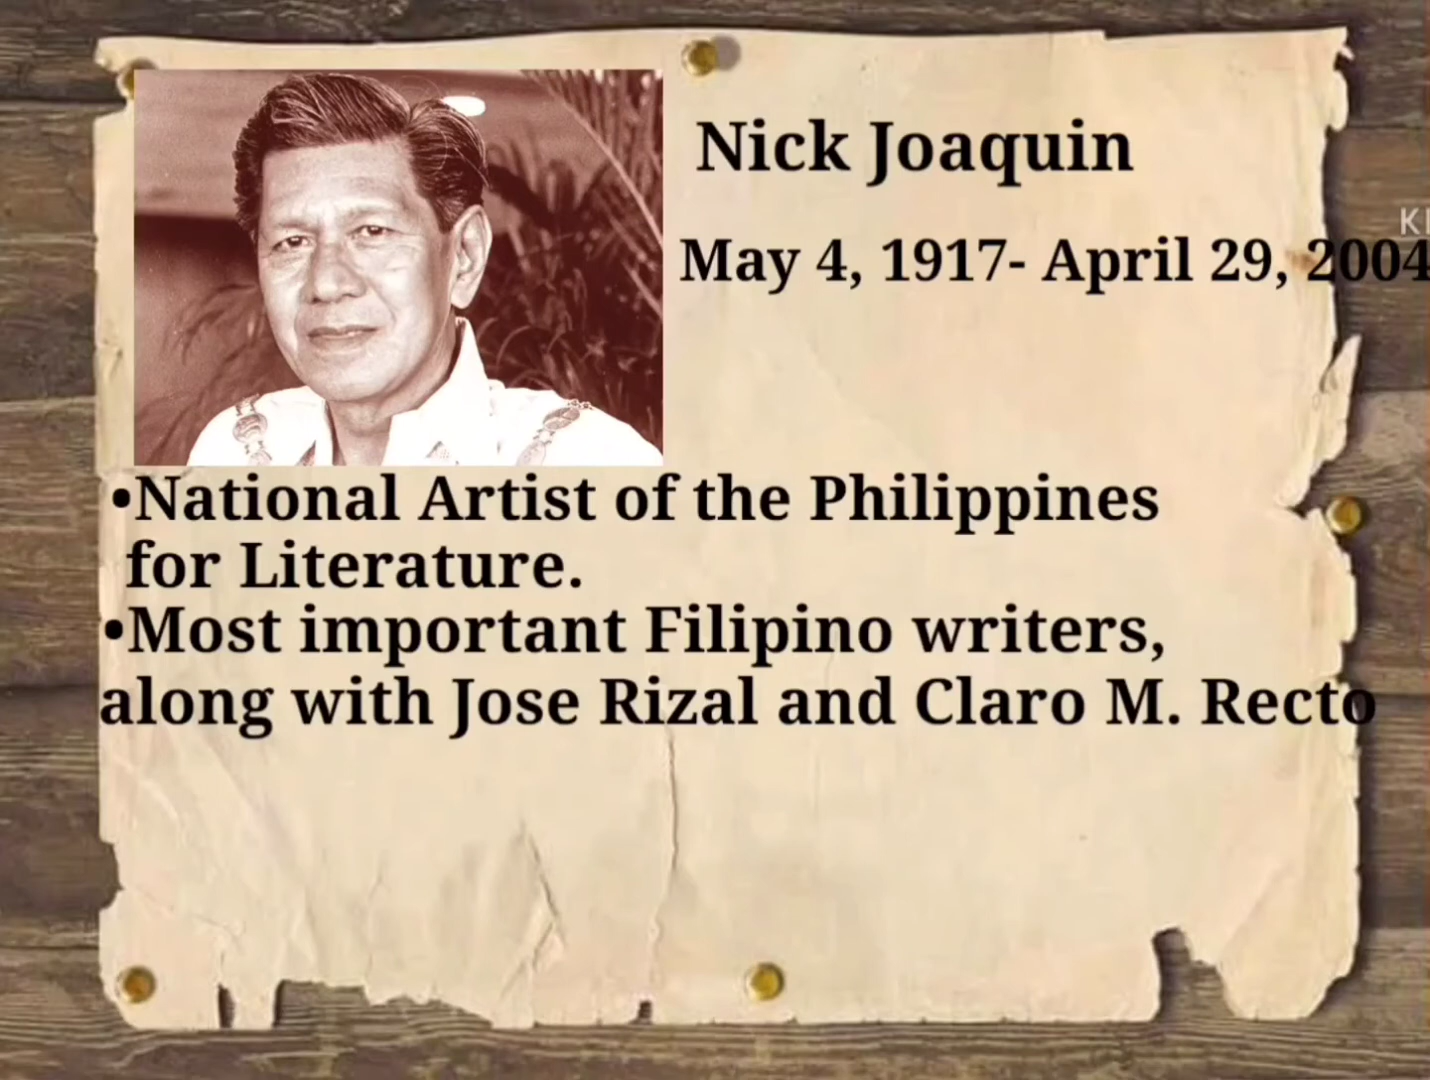 Nick Joaquin
May 4, 1917- April 29, 2004
•National Artist of the Philippines
for Literature.
•Most important Filipino writers,
along with Jose Rizal and Claro M. Recto